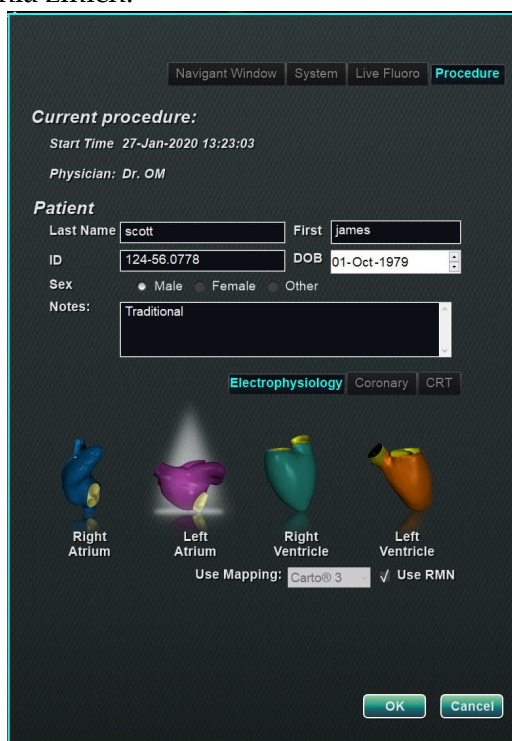 Navigant Window System Live Fluoro Procedure
Current procedure:
Start Time 27-Jan-2020 13:23:03
Physician: Dr. OM
Patient
Last Name scott First james
ID 124-56.0778 DOB 01-Oct-1979
Sex Male Female Other
Notes: Traditional
Electrophysiology Coronary CRT
Right Atrium
Left Atrium
Right Ventricle
Left Ventricle
Use Mapping: Carto® 3 Use RMN
OK Cancel